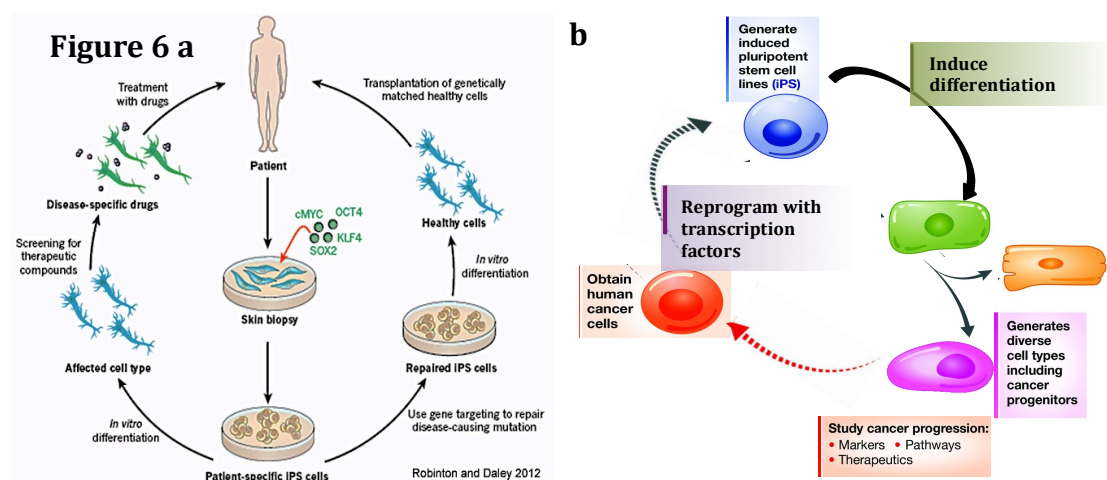 Figure 6 a
Treatment
with drugs
Transplantation of genetically
matched healthy cells
Patient
Disease-specific drugs
cMYC
OCT4
KLF4
SOX2
Healthy cells
Screening for
therapeutic
compounds
In vitro
differentiation
Skin biopsy
Affected cell type
Repaired iPS cells
In vitro
differentiation
Use gene targeting to repair
disease-causing mutation
Patient-specific iPS cells
Robinton and Daley 2012
b
Generate
induced
pluripotent
stem cell
lines (iPS)
Induce
differentiation
Reprogram with
transcription
factors
Obtain
human
cancer
cells
Generates
diverse
cell types
including
cancer
progenitors
Study cancer progression:
• Markers • Pathways
• Therapeutics